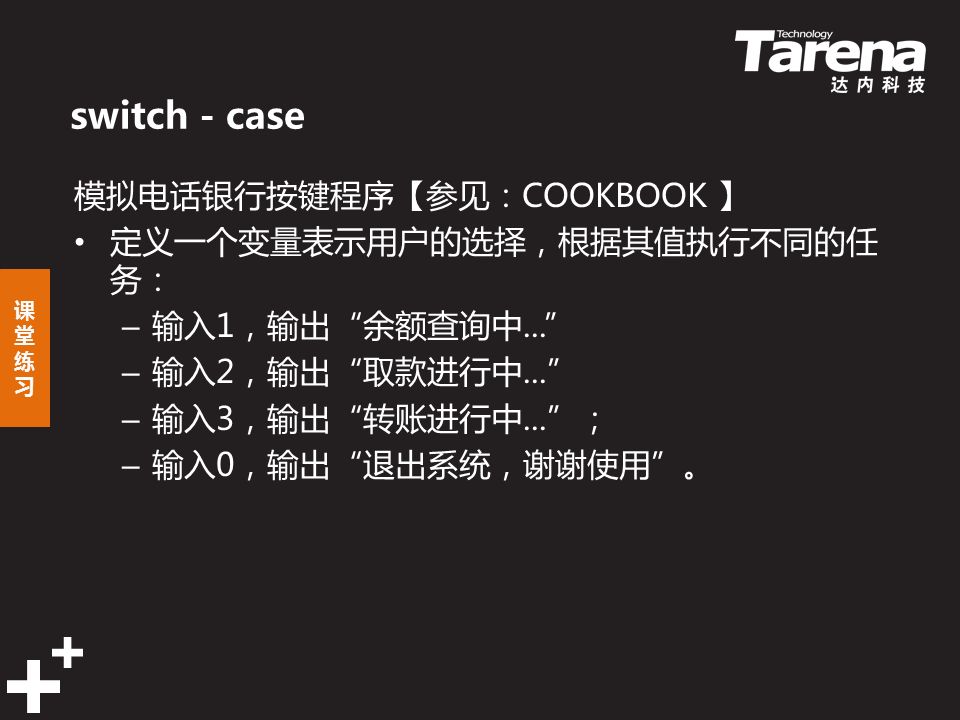 Technology
Tarena
达内科技
switch - case
模拟电话银行按键程序【参见：COOKBOOK 】
• 定义一个变量表示用户的选择，根据其值执行不同的任
务：
– 输入1，输出“余额查询中...”
– 输入2，输出“取款进行中...”
– 输入3，输出“转账进行中...” ；
– 输入0，输出“退出系统，谢谢使用”。
课
堂
练
习